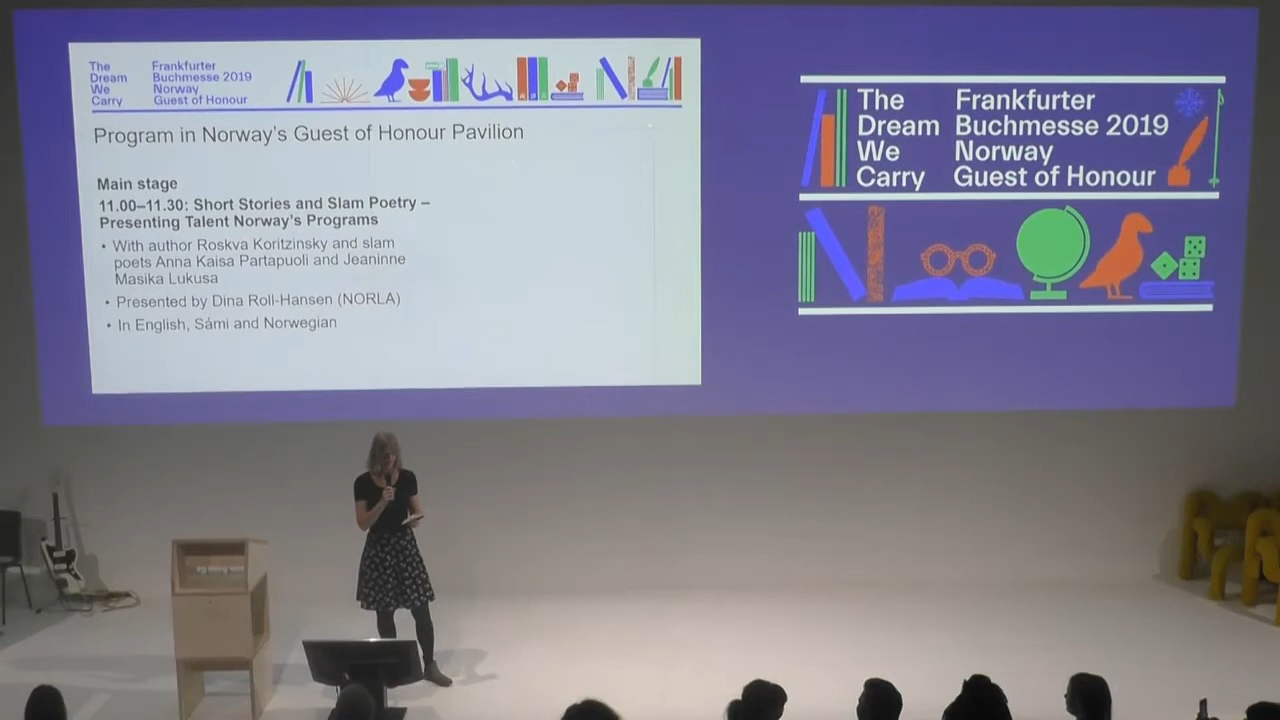 The Dream We Carry
Frankfurter Buchmesse 2019 Norway Guest of Honour
Program in Norway's Guest of Honour Pavilion
Main stage
11.00–11.30: Short Stories and Slam Poetry –
Presenting Talent Norway's Programs
• With author Roskva Koritzinsky and slam
poets Anna Kaisa Partapuoli and Jeaninne
Masika Lukusa
• Presented by Dina Roll-Hansen (NORLA)
• In English, Sámi and Norwegian
The Frankfurter
Dream Buchmesse 2019
We Norway
Carry Guest of Honour